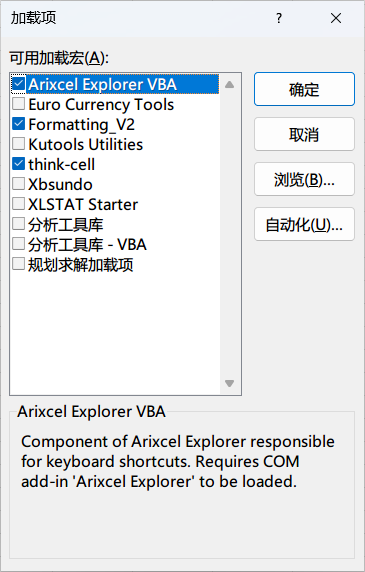 加载项
?
可用加载宏(A):
Arixcel Explorer VBA
Euro Currency Tools
Formatting_V2
Kutools Utilities
think-cell
Xbsundo
XLSTAT Starter
分析工具库
分析工具库 - VBA
规划求解加载项
确定
取消
浏览(B)...
自动化(U)...
Arixcel Explorer VBA
Component of Arixcel Explorer responsible
for keyboard shortcuts. Requires COM
add-in 'Arixcel Explorer' to be loaded.